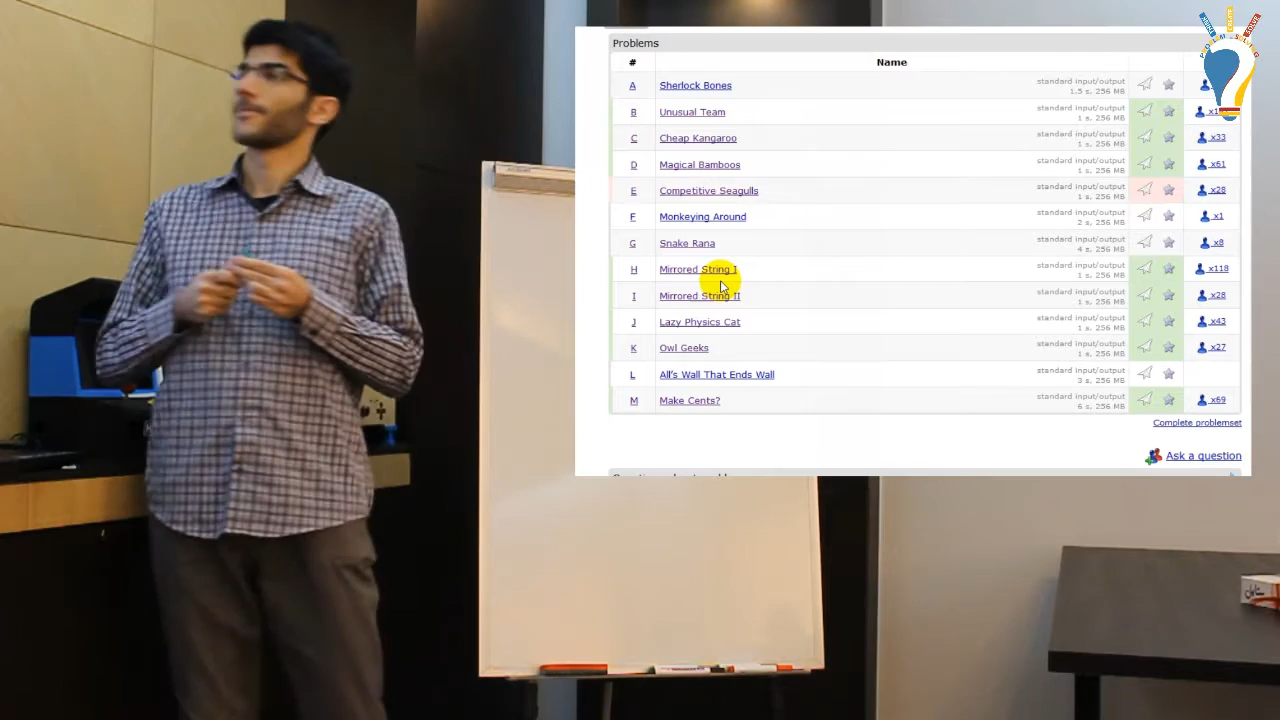 Problems
# Name
A Sherlock Bones standard input/output 1.5 s, 256 MB
B Unusual Team standard input/output 1 s, 256 MB
C Cheap Kangaroo standard input/output 1 s, 256 MB x33
D Magical Bamboos standard input/output 1 s, 256 MB x61
E Competitive Seagulls standard input/output 1 s, 256 MB x28
F Monkeying Around standard input/output 2 s, 256 MB x1
G Snake Rana standard input/output 4 s, 256 MB x8
H Mirrored String I standard input/output 1 s, 256 MB x118
I Mirrored String II standard input/output 1 s, 256 MB x28
J Lazy Physics Cat standard input/output 1 s, 256 MB x43
K Owl Geeks standard input/output 1 s, 256 MB x27
L All's Wall That Ends Wall standard input/output 3 s, 256 MB
M Make Cents? standard input/output 6 s, 256 MB x69
Complete problemset
Ask a question
PROBLEM SOLVING